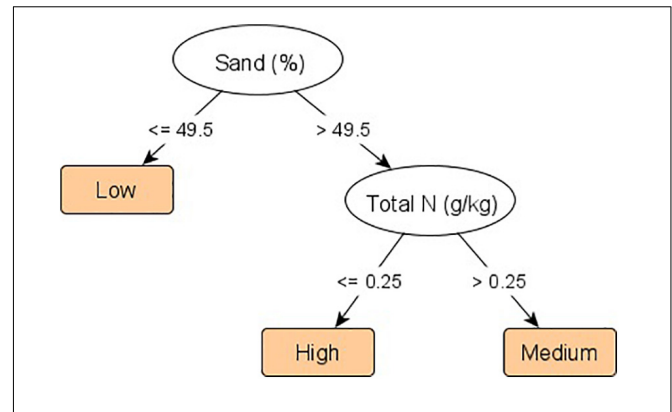 Sand (%)
<= 49.5
> 49.5
Low
Total N (g/kg)
<= 0.25
> 0.25
High
Medium